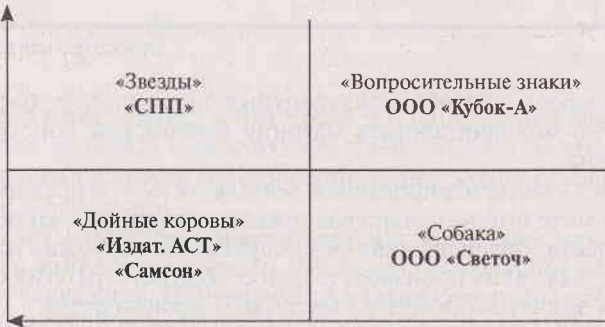 «Звезды»
«СПП»
«Вопросительные знаки»
ООО «Кубок-А»
«Дойные коровы»
«Издат. АСТ»
«Самсон»
«Собака»
ООО «Светоч»